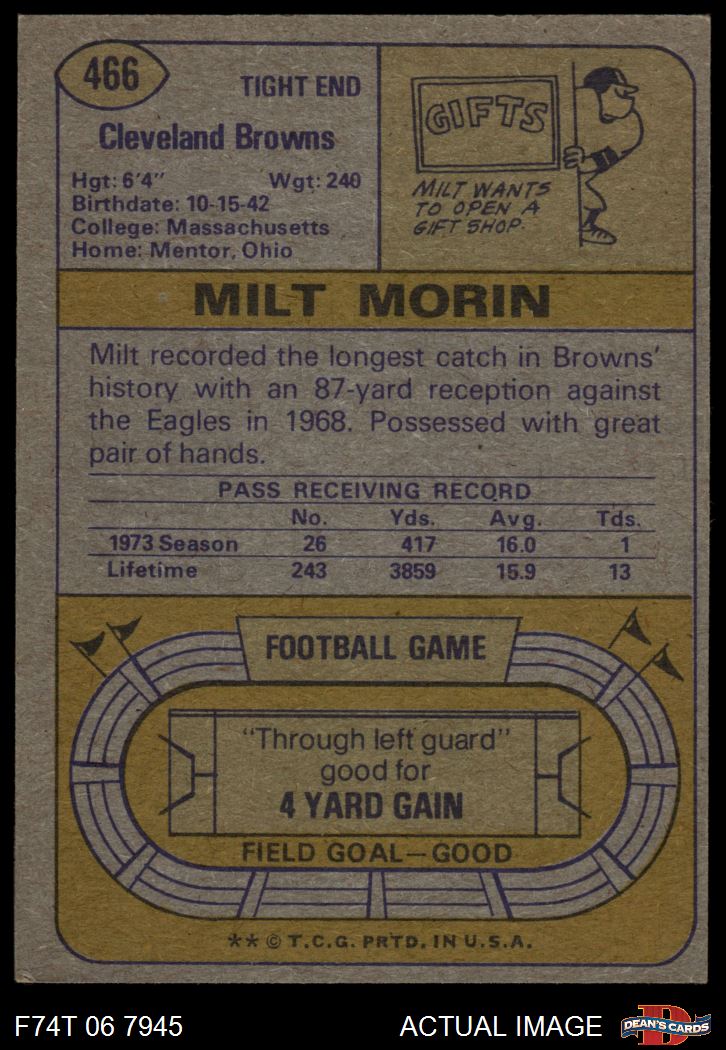 466
TIGHT END
Cleveland Browns
Hgt: 6'4" Wgt: 240
Birthdate: 10-15-42
College: Massachusetts
Home: Mentor, Ohio
GIFTS
MILT WANTS
TO OPEN A
GIFT SHOP.
MILT MORIN
Milt recorded the longest catch in Browns'
history with an 87-yard reception against
the Eagles in 1968. Possessed with great
pair of hands.
PASS RECEIVING RECORD
No. Yds. Avg. Tds.
1973 Season 26 417 16.0 1
Lifetime 243 3859 15.9 13
FOOTBALL GAME
"Through left guard"
good for
4 YARD GAIN
FIELD GOAL—GOOD
** © T.C.G. PRTD. IN U.S.A.
F74T 06 7945 ACTUAL IMAGE
DEAN'S CARDS